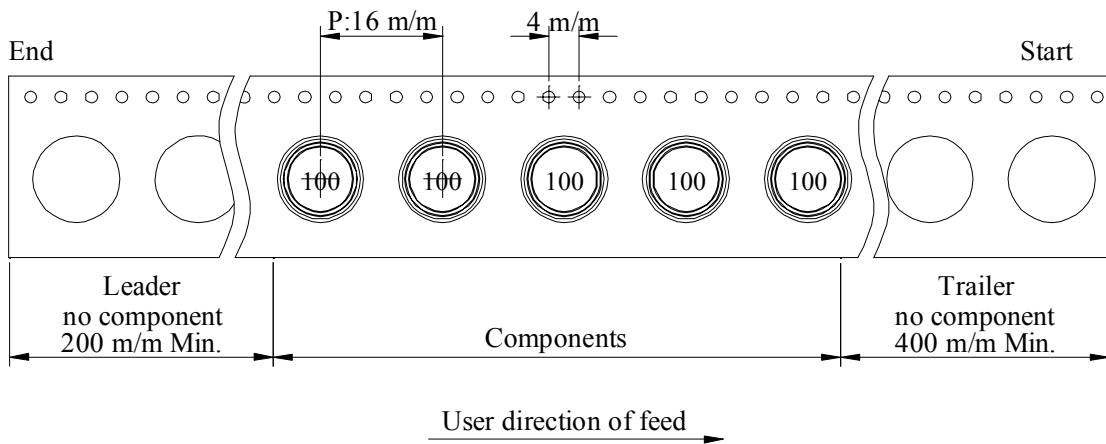 P:16 m/m
4 m/m
End
Start
100
100
100
100
100
Leader
no component
200 m/m Min.
Components
Trailer
no component
400 m/m Min.
User direction of feed